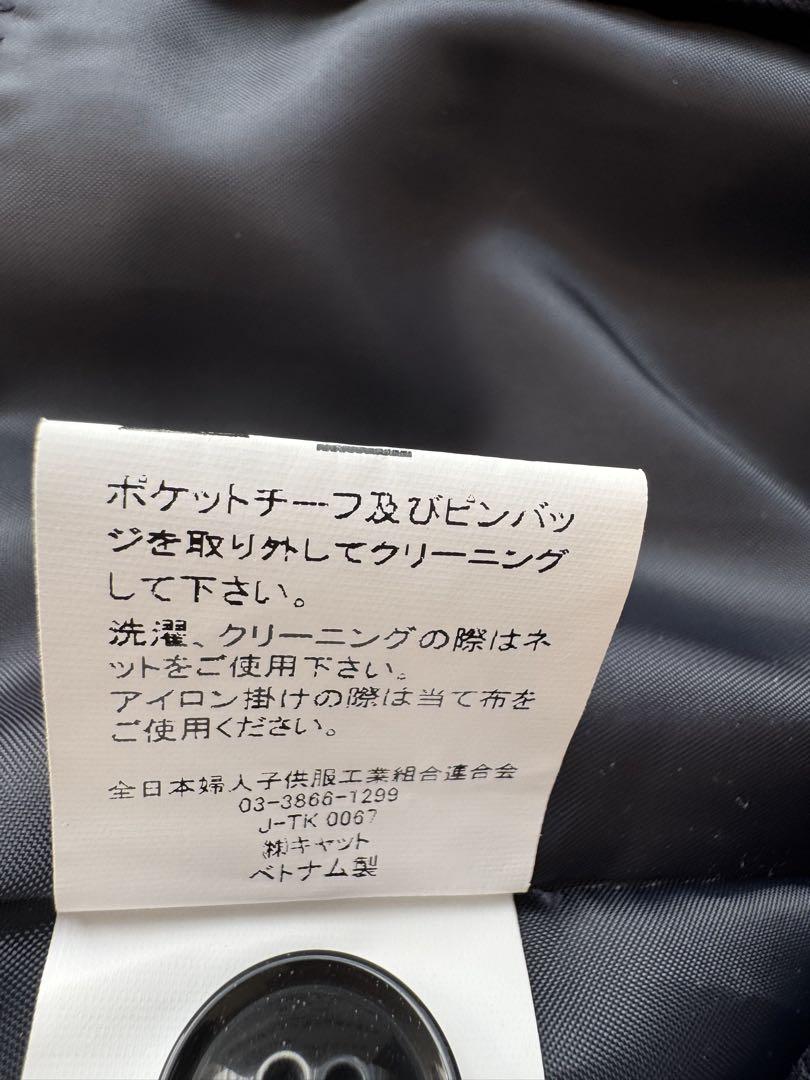 ポケットチーフ及びピンバッ
ジを取り外してクリーニング
して下さい。
洗濯、クリーニングの際はネ
ットをご使用下さい。
アイロン掛けの際は当て布を
ご使用ください。
全日本婦人子供服工業組合連合会
03-3866-1299
J-TK 0067
㈱キャット
ベトナム製